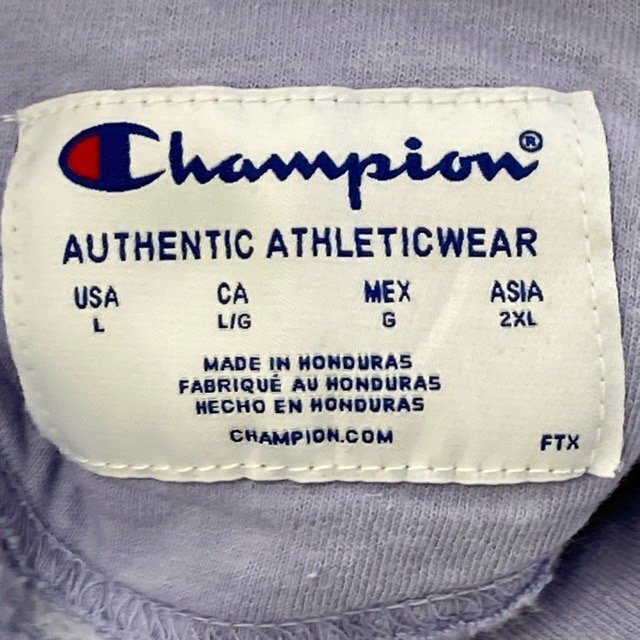 Champion®
AUTHENTIC ATHLETICWEAR
USA CA MEX ASIA
L L/G G 2XL
MADE IN HONDURAS
FABRIQUÉ AU HONDURAS
HECHO EN HONDURAS
CHAMPION.COM FTX